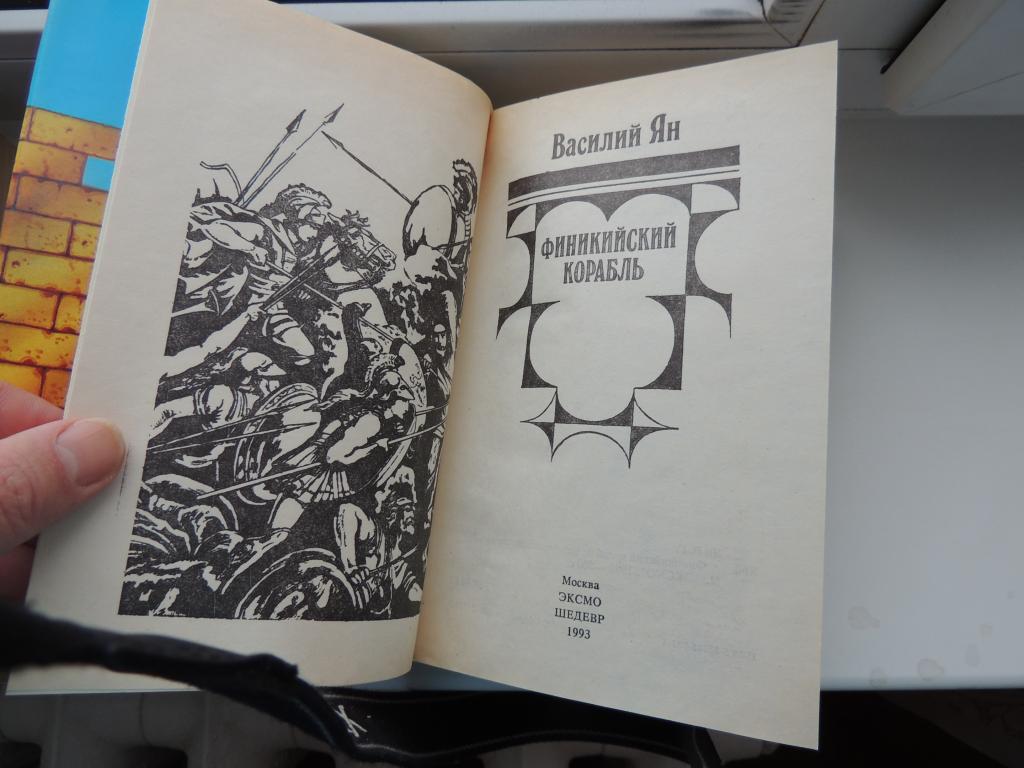 Василий Ян
ФИНИКИЙСКИЙ
КОРАБЛЬ
Москва
ЭКСМО
ШЕДЕВР
1993